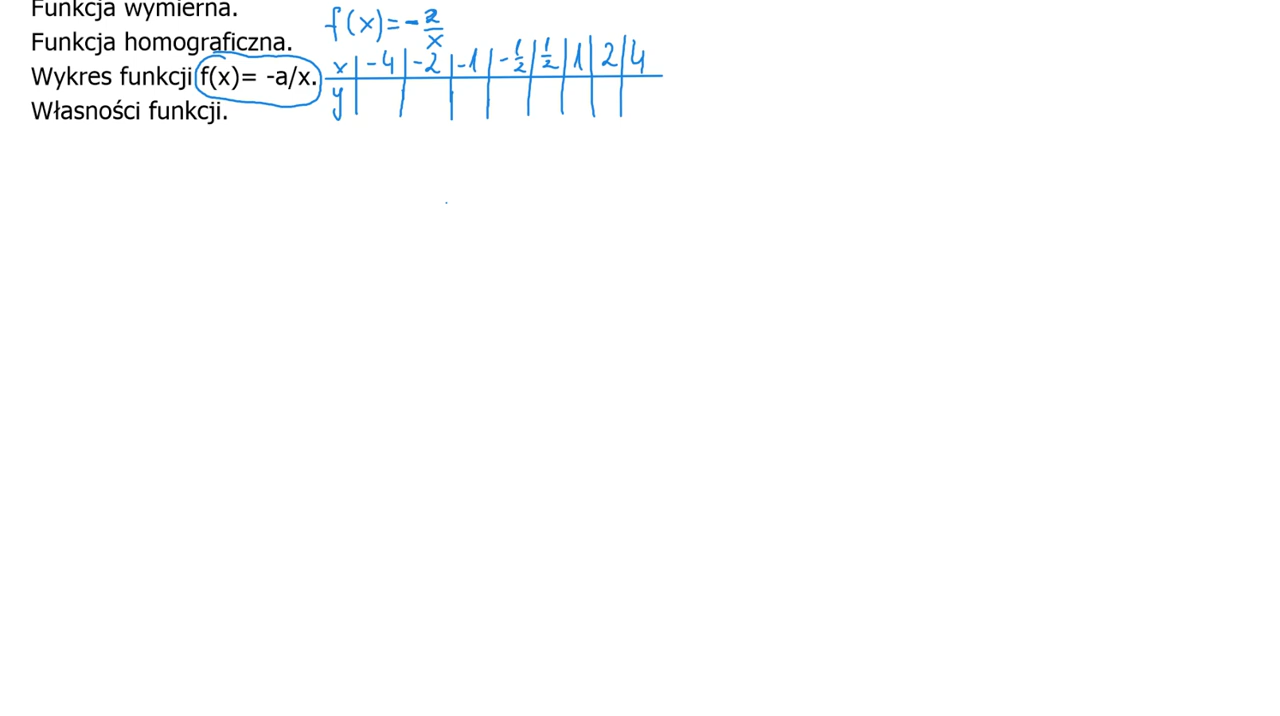 Funkcja wymierna.
Funkcja homograficzna.
Wykres funkcji f(x)= -a/x.
Własności funkcji.
f(x)=-2/x
x | -4 | -2 | -1 | -1/2 | 1/2 | 1 | 2 | 4
y